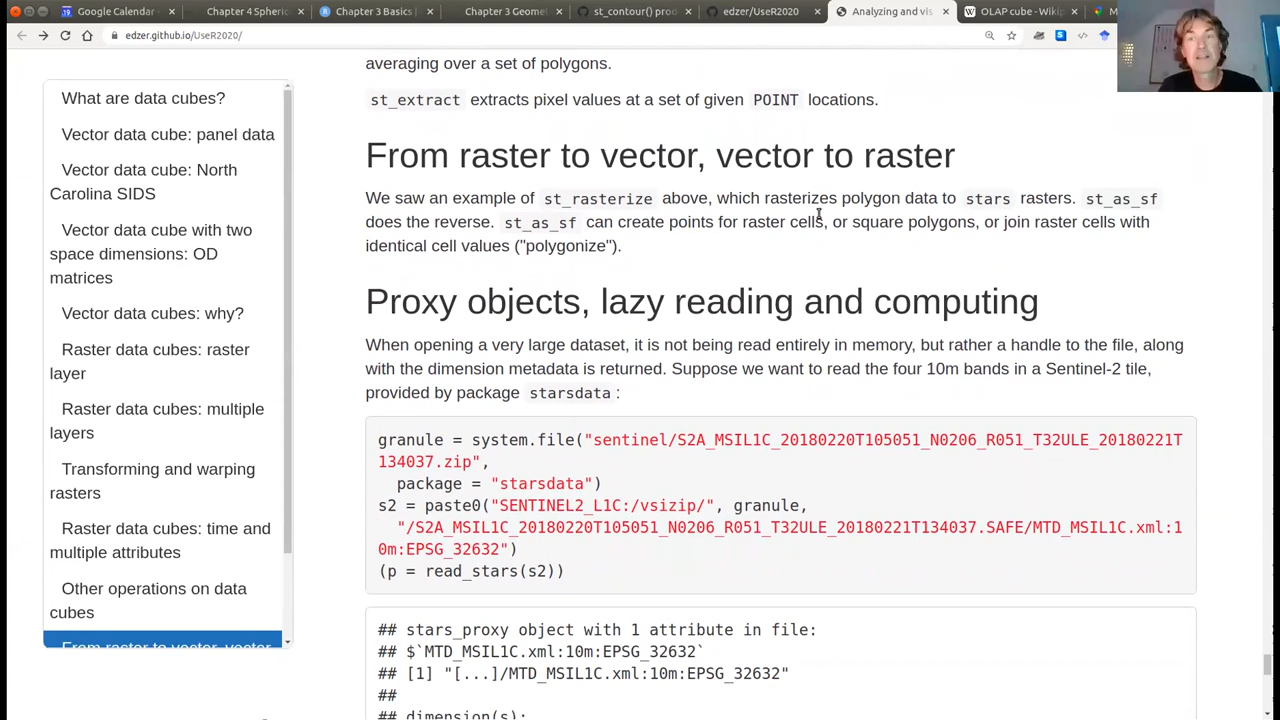 Google Calendar
Chapter 4 Spheric
Chapter 3 Basics |
Chapter 3 Geomet
st_contour() prod
edzer/UseR2020
Analyzing and vis
OLAP cube - Wikip
edzer.github.io/UseR2020/
What are data cubes?
Vector data cube: panel data
Vector data cube: North
Carolina SIDS
Vector data cube with two
space dimensions: OD
matrices
Vector data cubes: why?
Raster data cubes: raster
layer
Raster data cubes: multiple
layers
Transforming and warping
rasters
Raster data cubes: time and
multiple attributes
Other operations on data
cubes
From raster to vector, vector
averaging over a set of polygons.
st_extract extracts pixel values at a set of given POINT locations.
From raster to vector, vector to raster
We saw an example of st_rasterize above, which rasterizes polygon data to stars rasters. st_as_sf
does the reverse. st_as_sf can create points for raster cells, or square polygons, or join raster cells with
identical cell values ("polygonize").
Proxy objects, lazy reading and computing
When opening a very large dataset, it is not being read entirely in memory, but rather a handle to the file, along
with the dimension metadata is returned. Suppose we want to read the four 10m bands in a Sentinel-2 tile,
provided by package starsdata :
granule = system.file("sentinel/S2A_MSIL1C_20180220T105051_N0206_R051_T32ULE_20180221T
134037.zip",
package = "starsdata")
s2 = paste0("SENTINEL2_L1C:/vsizip/", granule,
"/S2A_MSIL1C_20180220T105051_N0206_R051_T32ULE_20180221T134037.SAFE/MTD_MSIL1C.xml:1
0m:EPSG_32632")
(p = read_stars(s2))
## stars_proxy object with 1 attribute in file:
## $`MTD_MSIL1C.xml:10m:EPSG_32632`
## [1] "[...]/MTD_MSIL1C.xml:10m:EPSG_32632"
##
## dimension(s):